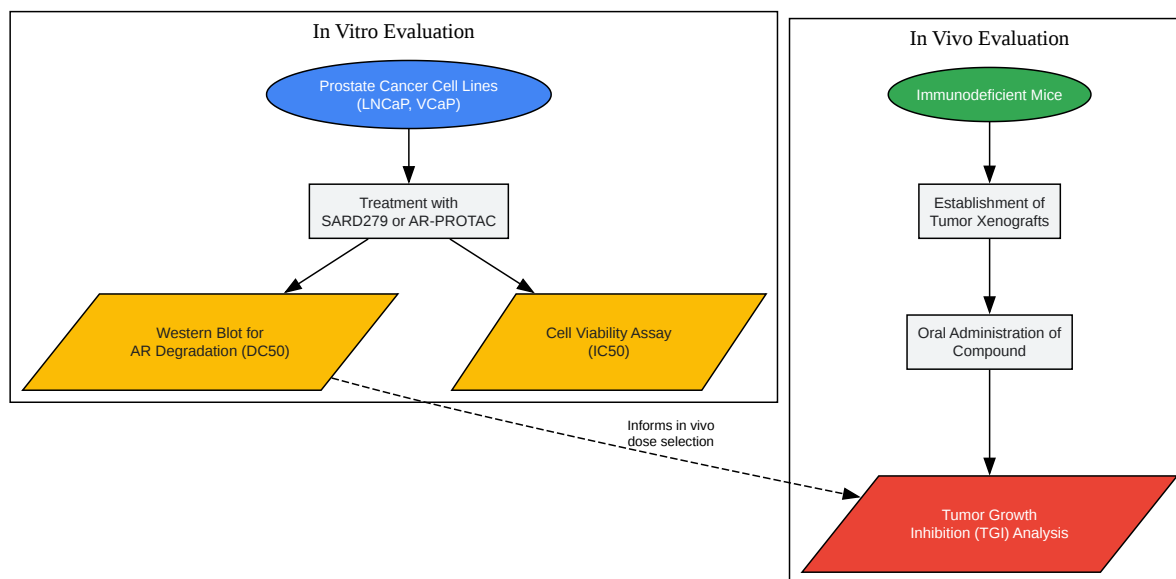 In Vitro Evaluation
Prostate Cancer Cell Lines
(LNCaP, VCaP)
Treatment with
SARD279 or AR-PROTAC
Western Blot for
AR Degradation (DC50)
Cell Viability Assay
(IC50)
Informs in vivo
dose selection
In Vivo Evaluation
Immunodeficient Mice
Establishment of
Tumor Xenografts
Oral Administration of
Compound
Tumor Growth
Inhibition (TGI) Analysis